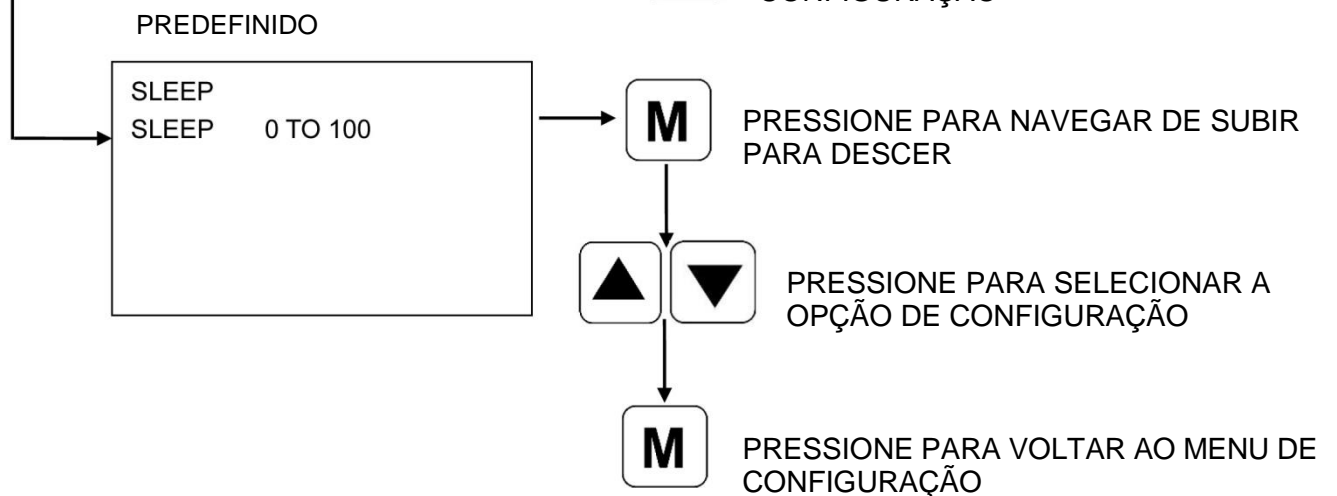 CONFIGURAÇÃO
PREDEFINIDO
SLEEP
SLEEP 0 TO 100
M
PRESSIONE PARA NAVEGAR DE SUBIR
PARA DESCER
PRESSIONE PARA SELECIONAR A
OPÇÃO DE CONFIGURAÇÃO
M
PRESSIONE PARA VOLTAR AO MENU DE
CONFIGURAÇÃO